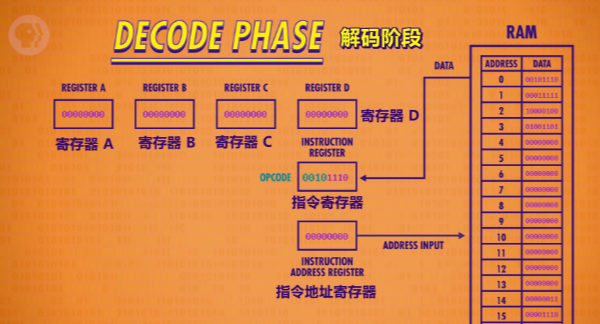 DECODE PHASE 解码阶段
RAM
DATA
ADDRESS DATA
0 00101110
1 00011111
2 10000100
3 01001101
4 00000000
5 00000000
6 00000000
7 00000000
8 00000000
9 00000000
10 00000000
11 00000000
12 00000000
13 00000000
14 00000011
15 00001110
REGISTER A REGISTER B REGISTER C REGISTER D
00000000 00000000 00000000 00000000
寄存器 A 寄存器 B 寄存器 C 寄存器 D
INSTRUCTION
REGISTER
OPCODE 00101110
指令寄存器
00000000
ADDRESS INPUT
INSTRUCTION
ADDRESS REGISTER
指令地址寄存器